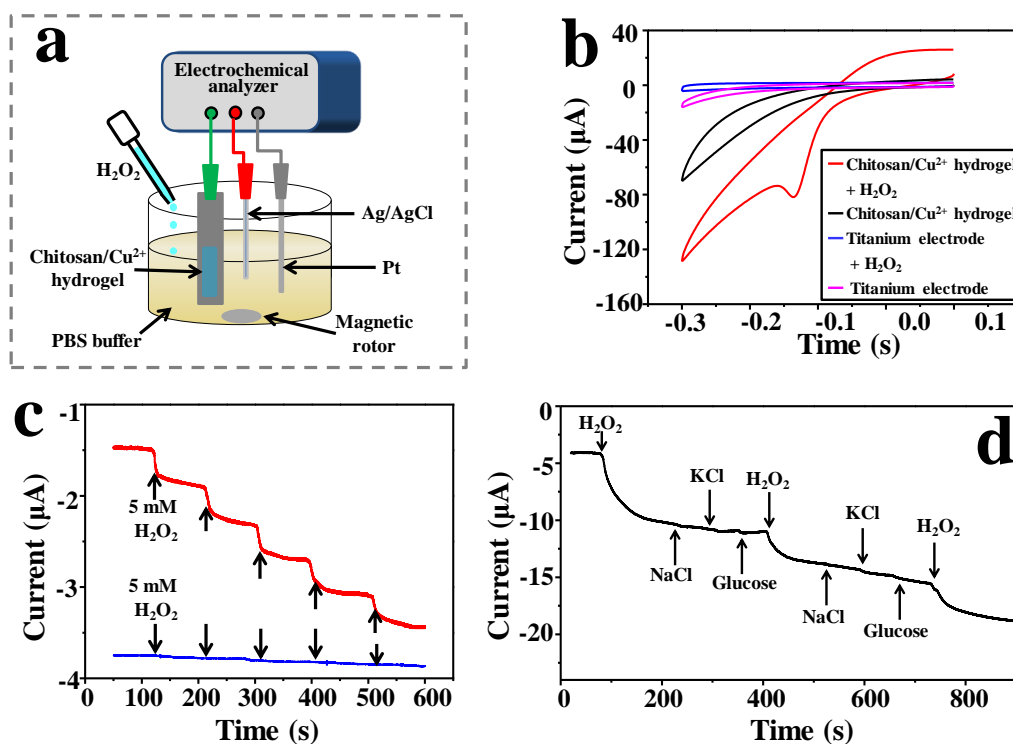 a
Electrochemical
analyzer
H₂O₂
Ag/AgCl
Chitosan/Cu²⁺
hydrogel
Pt
PBS buffer
Magnetic
rotor
b
Current (µA)
40
0
-40
-80
-120
-160
Chitosan/Cu²⁺ hydrogel
+ H₂O₂
Chitosan/Cu²⁺ hydrogel
Titanium electrode
+ H₂O₂
Titanium electrode
-0.3 -0.2 -0.1 0.0 0.1
Time (s)
c
Current (µA)
-1
-2
-3
-4
5 mM
H₂O₂
5 mM
H₂O₂
0 100 200 300 400 500 600
Time (s)
d
Current (µA)
0
-5
-10
-15
-20
H₂O₂
KCl
H₂O₂
KCl
H₂O₂
NaCl
Glucose
NaCl
Glucose
0 200 400 600 800
Time (s)